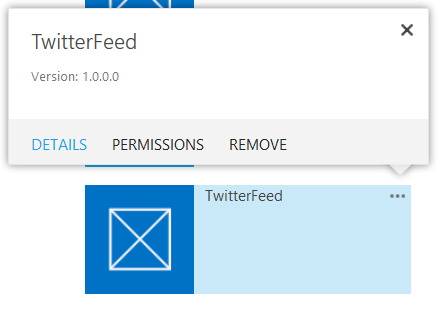 TwitterFeed
Version: 1.0.0.0
DETAILS PERMISSIONS REMOVE
TwitterFeed